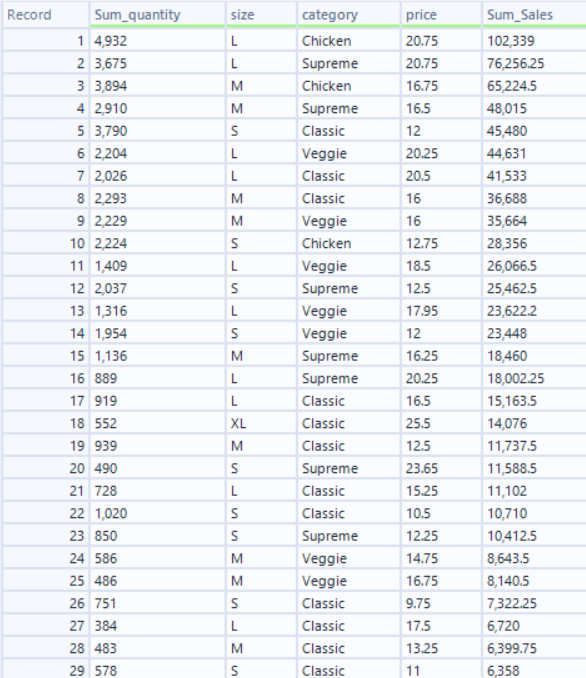 Record Sum_quantity size category price Sum_Sales
1 4,932 L Chicken 20.75 102,339
2 3,675 L Supreme 20.75 76,256.25
3 3,894 M Chicken 16.75 65,224.5
4 2,910 M Supreme 16.5 48,015
5 3,790 S Classic 12 45,480
6 2,204 L Veggie 20.25 44,631
7 2,026 L Classic 20.5 41,533
8 2,293 M Classic 16 36,688
9 2,229 M Veggie 16 35,664
10 2,224 S Chicken 12.75 28,356
11 1,409 L Veggie 18.5 26,066.5
12 2,037 S Supreme 12.5 25,462.5
13 1,316 L Veggie 17.95 23,622.2
14 1,954 S Veggie 12 23,448
15 1,136 M Supreme 16.25 18,460
16 889 L Supreme 20.25 18,002.25
17 919 L Classic 16.5 15,163.5
18 552 XL Classic 25.5 14,076
19 939 M Classic 12.5 11,737.5
20 490 S Supreme 23.65 11,588.5
21 728 L Classic 15.25 11,102
22 1,020 S Classic 10.5 10,710
23 850 S Supreme 12.25 10,412.5
24 586 M Veggie 14.75 8,643.5
25 486 M Veggie 16.75 8,140.5
26 751 S Classic 9.75 7,322.25
27 384 L Classic 17.5 6,720
28 483 M Classic 13.25 6,399.75
29 578 S Classic 11 6,358